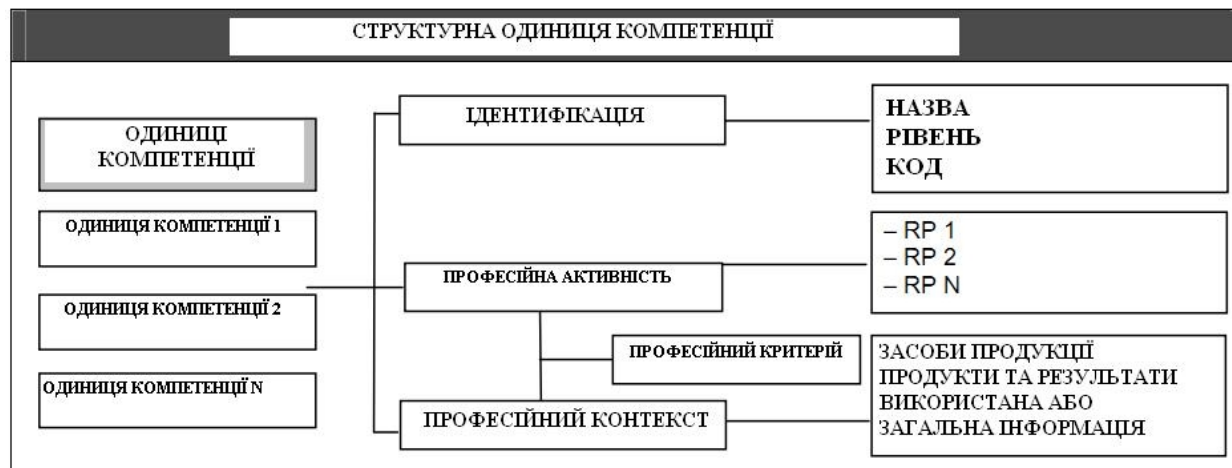 СТРУКТУРНА ОДИНИЦЯ КОМПЕТЕНЦІЇ
ОДИНИЦІ
КОМПЕТЕНЦІЇ
ОДИНИЦЯ КОМПЕТЕНЦІЇ 1
ОДИНИЦЯ КОМПЕТЕНЦІЇ 2
ОДИНИЦЯ КОМПЕТЕНЦІЇ N
ІДЕНТИФІКАЦІЯ
НАЗВА
РІВЕНЬ
КОД
ПРОФЕСІЙНА АКТИВНІСТЬ
– RP 1
– RP 2
– RP N
ПРОФЕСІЙНИЙ КРИТЕРІЙ
ПРОФЕСІЙНИЙ КОНТЕКСТ
ЗАСОБИ ПРОДУКЦІЇ
ПРОДУКТИ ТА РЕЗУЛЬТАТИ
ВИКОРИСТАНА АБО
ЗАГАЛЬНА ІНФОРМАЦІЯ